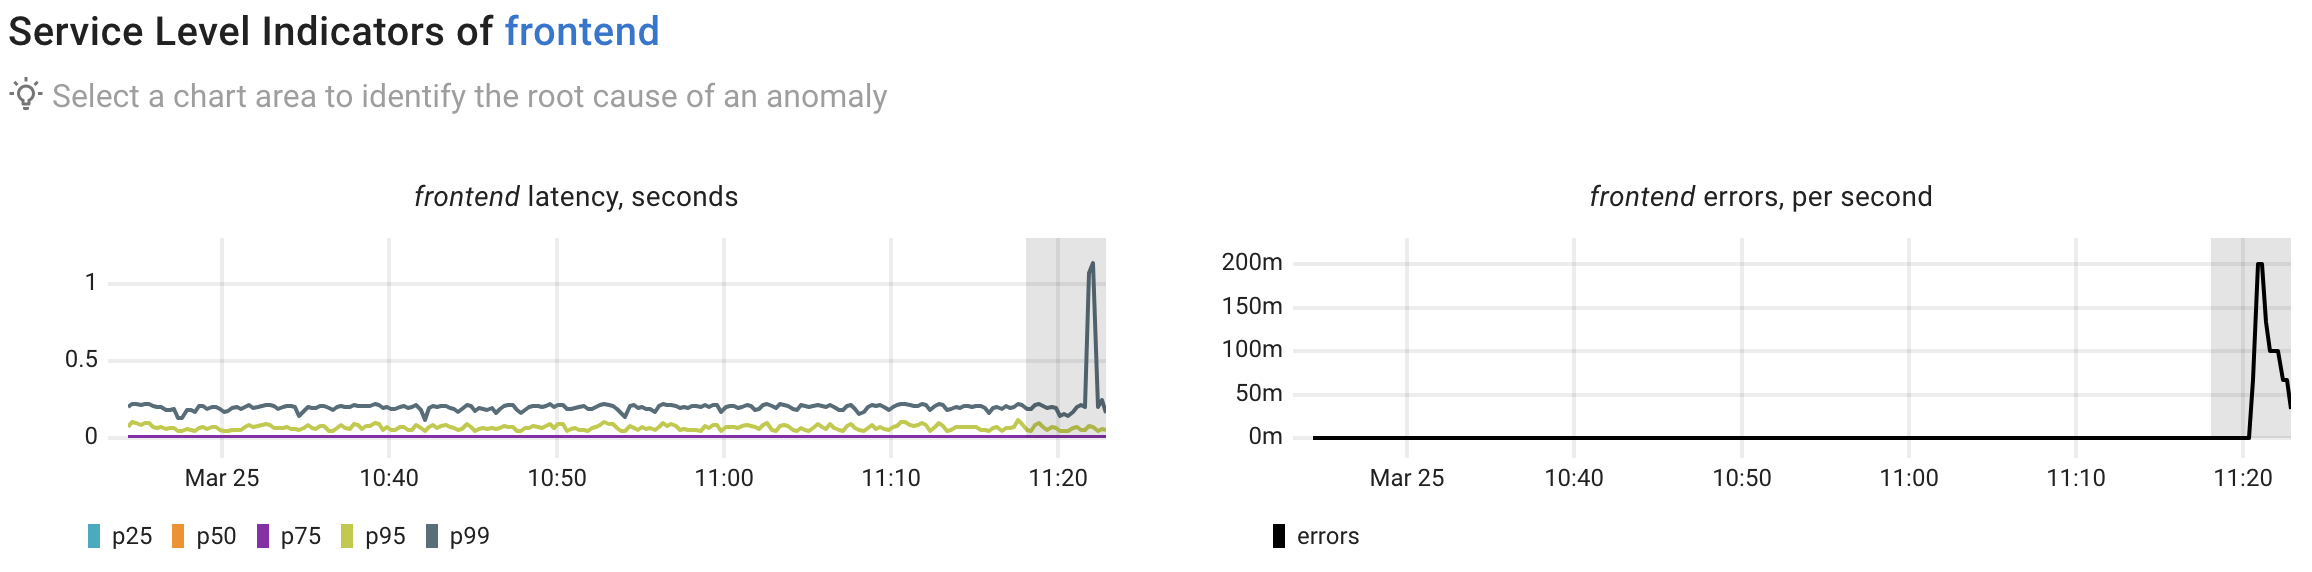 Service Level Indicators of frontend
Select a chart area to identify the root cause of an anomaly
frontend latency, seconds
1
0.5
0
Mar 25 10:40 10:50 11:00 11:10 11:20
p25 p50 p75 p95 p99
frontend errors, per second
200m
150m
100m
50m
0m
Mar 25 10:40 10:50 11:00 11:10 11:20
errors